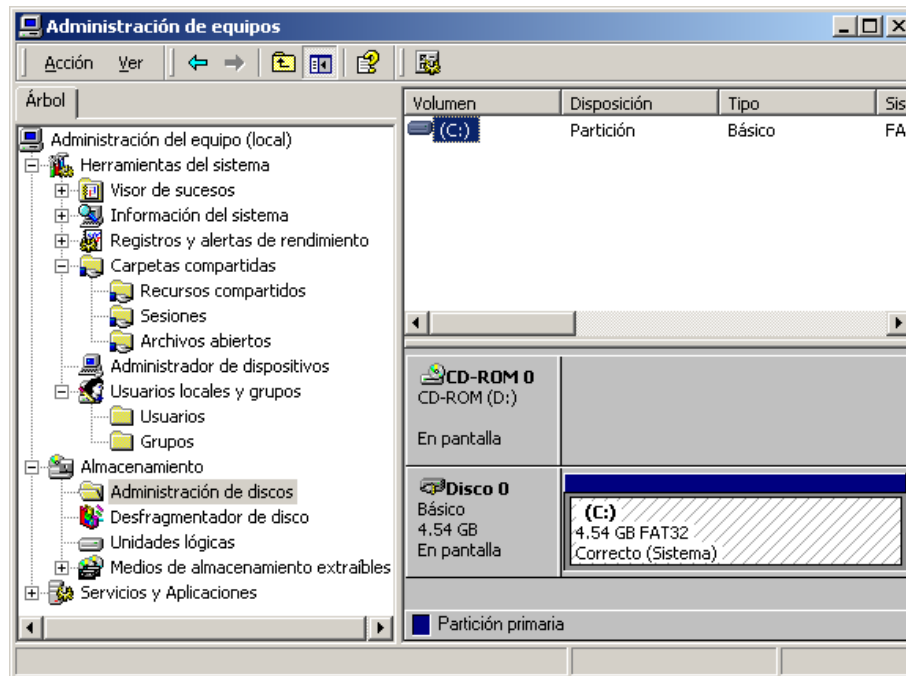 Administración de equipos
Acción Ver
Árbol
Administración del equipo (local)
Herramientas del sistema
Visor de sucesos
Información del sistema
Registros y alertas de rendimiento
Carpetas compartidas
Recursos compartidos
Sesiones
Archivos abiertos
Administrador de dispositivos
Usuarios locales y grupos
Usuarios
Grupos
Almacenamiento
Administración de discos
Desfragmentador de disco
Unidades lógicas
Medios de almacenamiento extraíbles
Servicios y Aplicaciones
Volumen Disposición Tipo Sis
(C:) Partición Básico FA
CD-ROM 0
CD-ROM (D:)
En pantalla
Disco 0
Básico
4.54 GB
En pantalla
(C:)
4.54 GB FAT32
Correcto (Sistema)
Partición primaria